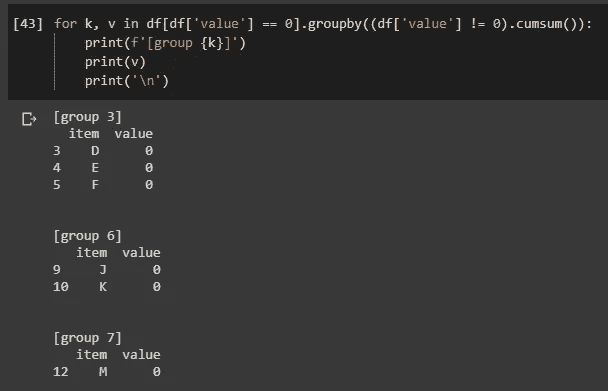 [43] for k, v in df[df['value'] == 0].groupby((df['value'] != 0).cumsum()):
print(f'[group {k}]')
print(v)
print('\n')
[group 3]
item value
3 D 0
4 E 0
5 F 0
[group 6]
item value
9 J 0
10 K 0
[group 7]
item value
12 M 0